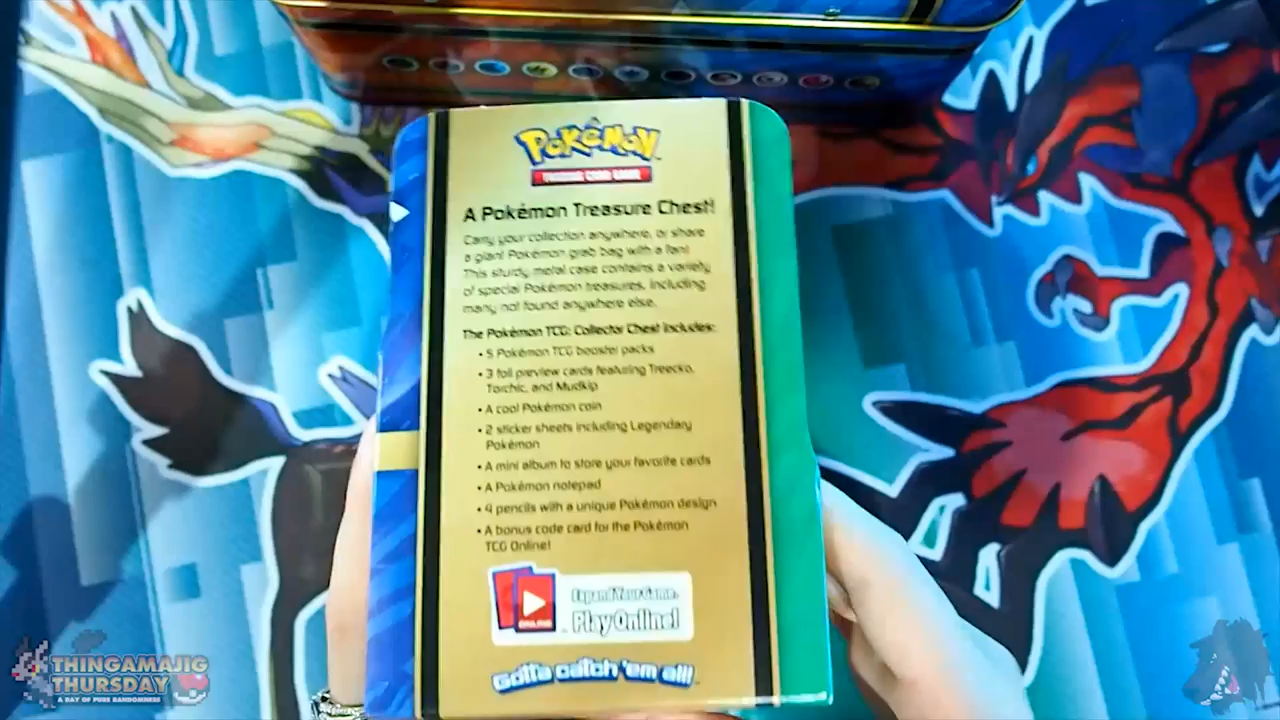 POKéMON
TRADING CARD GAME
A Pokémon Treasure Chest!
Carry your collection anywhere, or share
a giant Pokémon grab bag with a fan!
This sturdy metal case contains a variety
of special Pokémon treasures, including
many not found anywhere else.
The Pokémon TCG: Collector Chest includes:
• 5 Pokémon TCG booster packs
• 3 foil preview cards featuring Treecko,
Torchic, and Mudkip
• A cool Pokémon coin
• 2 sticker sheets including Legendary
Pokémon
• A mini album to store your favorite cards
• A Pokémon notepad
• 4 pencils with a unique Pokémon design
• A bonus code card for the Pokémon
TCG Online!
ONLINE
Expand Your Game.
Play Online!
Gotta catch 'em all!
THINGAMAJIG
THURSDAY
A DAY OF PURE RANDOMNESS